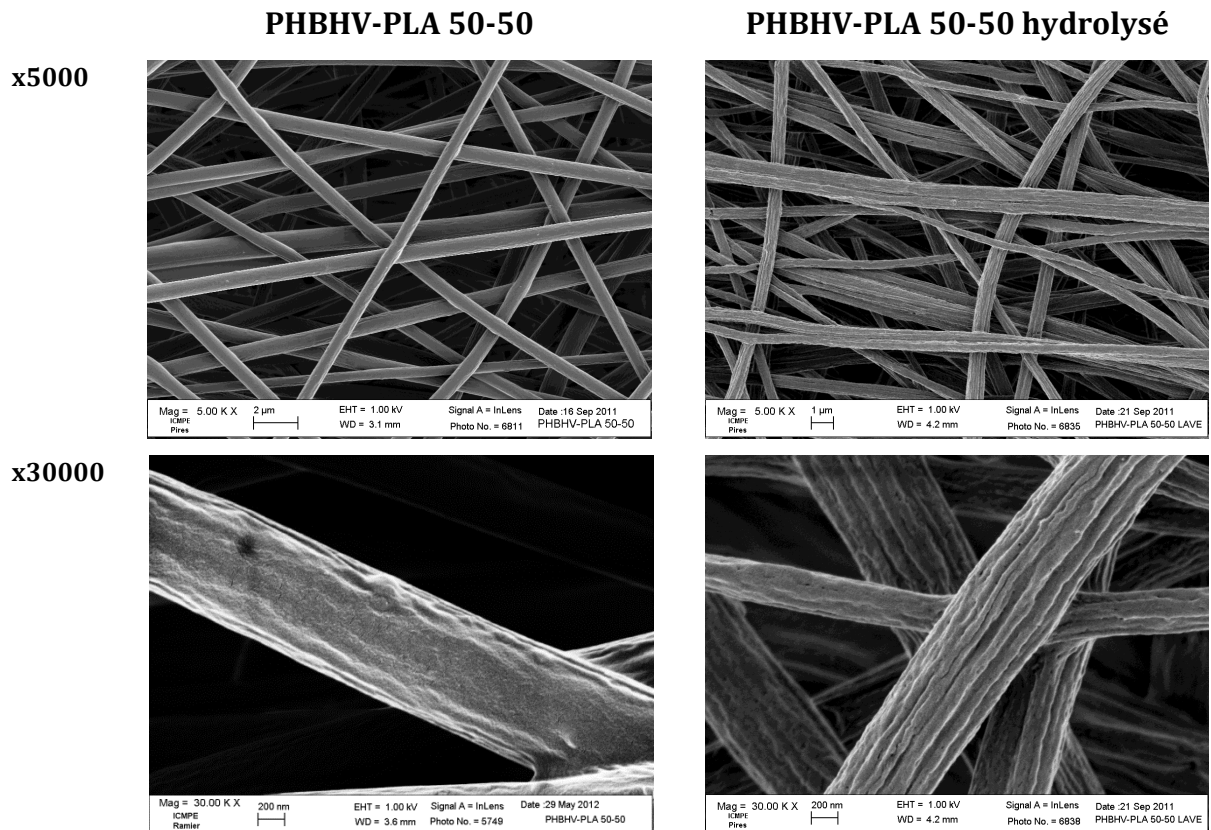 PHBHV-PLA 50-50
PHBHV-PLA 50-50 hydrolysé
x5000
Mag = 5.00 K X 2 µm EHT = 1.00 kV Signal A = InLens Date :16 Sep 2011
ICMPE
Pires WD = 3.1 mm Photo No. = 6811 PHBHV-PLA 50-50
Mag = 5.00 K X 1 µm EHT = 1.00 kV Signal A = InLens Date :21 Sep 2011
ICMPE
Pires WD = 4.2 mm Photo No. = 6835 PHBHV-PLA 50-50 LAVE
x30000
Mag = 30.00 K X 200 nm EHT = 1.00 kV Signal A = InLens Date :29 May 2012
ICMPE
Ramier WD = 3.6 mm Photo No. = 5749 PHBHV-PLA 50-50
Mag = 30.00 K X 200 nm EHT = 1.00 kV Signal A = InLens Date :21 Sep 2011
ICMPE
Pires WD = 4.2 mm Photo No. = 6838 PHBHV-PLA 50-50 LAVE